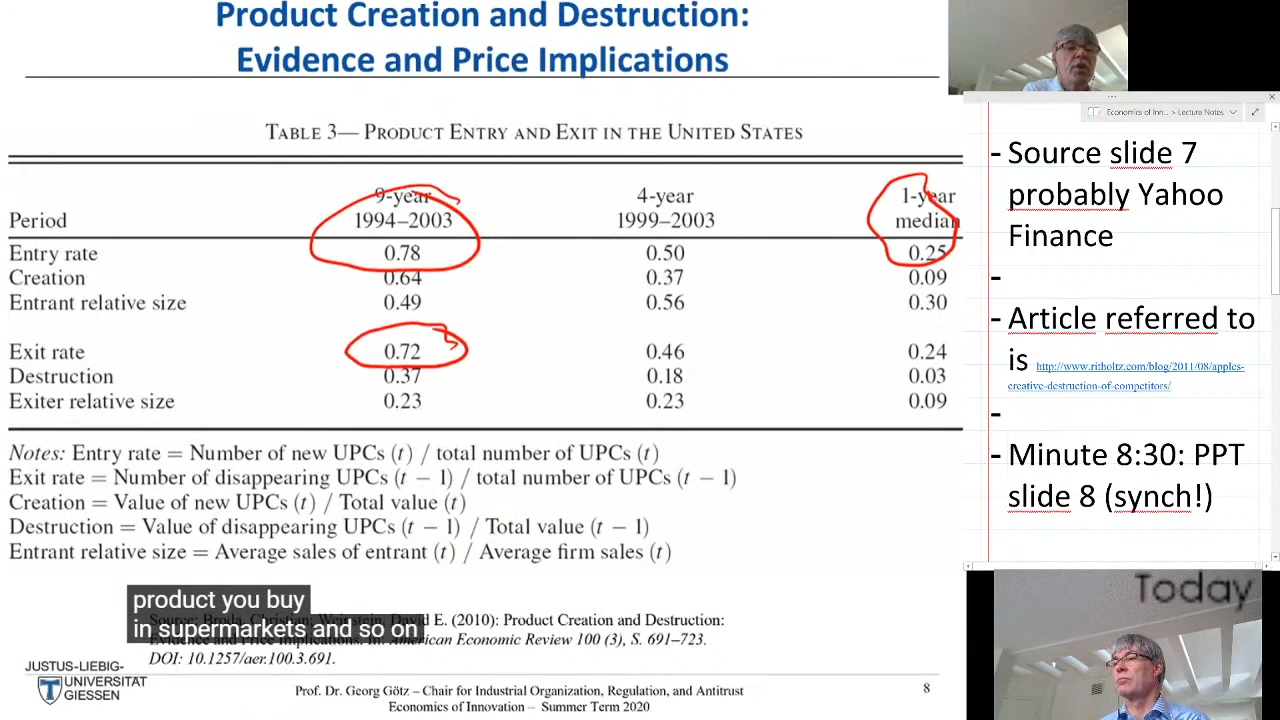 Product Creation and Destruction:
Evidence and Price Implications
TABLE 3— PRODUCT ENTRY AND EXIT IN THE UNITED STATES
9-year 4-year 1-year
Period 1994–2003 1999–2003 median
Entry rate 0.78 0.50 0.25
Creation 0.64 0.37 0.09
Entrant relative size 0.49 0.56 0.30
Exit rate 0.72 0.46 0.24
Destruction 0.37 0.18 0.03
Exiter relative size 0.23 0.23 0.09
Notes: Entry rate = Number of new UPCs (t) / total number of UPCs (t)
Exit rate = Number of disappearing UPCs (t − 1) / total number of UPCs (t − 1)
Creation = Value of new UPCs (t) / Total value (t)
Destruction = Value of disappearing UPCs (t − 1) / Total value (t − 1)
Entrant relative size = Average sales of entrant (t) / Average firm sales (t)
product you buy
in supermarkets and so on
E. (2010): Product Creation and Destruction:
American Economic Review 100 (3), S. 691–723.
DOI: 10.1257/aer.100.3.691.
JUSTUS-LIEBIG-
UNIVERSITAT
GIESSEN
Prof. Dr. Georg Götz – Chair for Industrial Organization, Regulation, and Antitrust
Economics of Innovation – Summer Term 2020
8
Economics of Inn... > Lecture Notes
- Source slide 7
probably Yahoo
Finance
-
- Article referred to
is http://www.ritholtz.com/blog/2011/08/apples-
creative-destruction-of-competitors/
-
- Minute 8:30: PPT
slide 8 (synch!)
Today